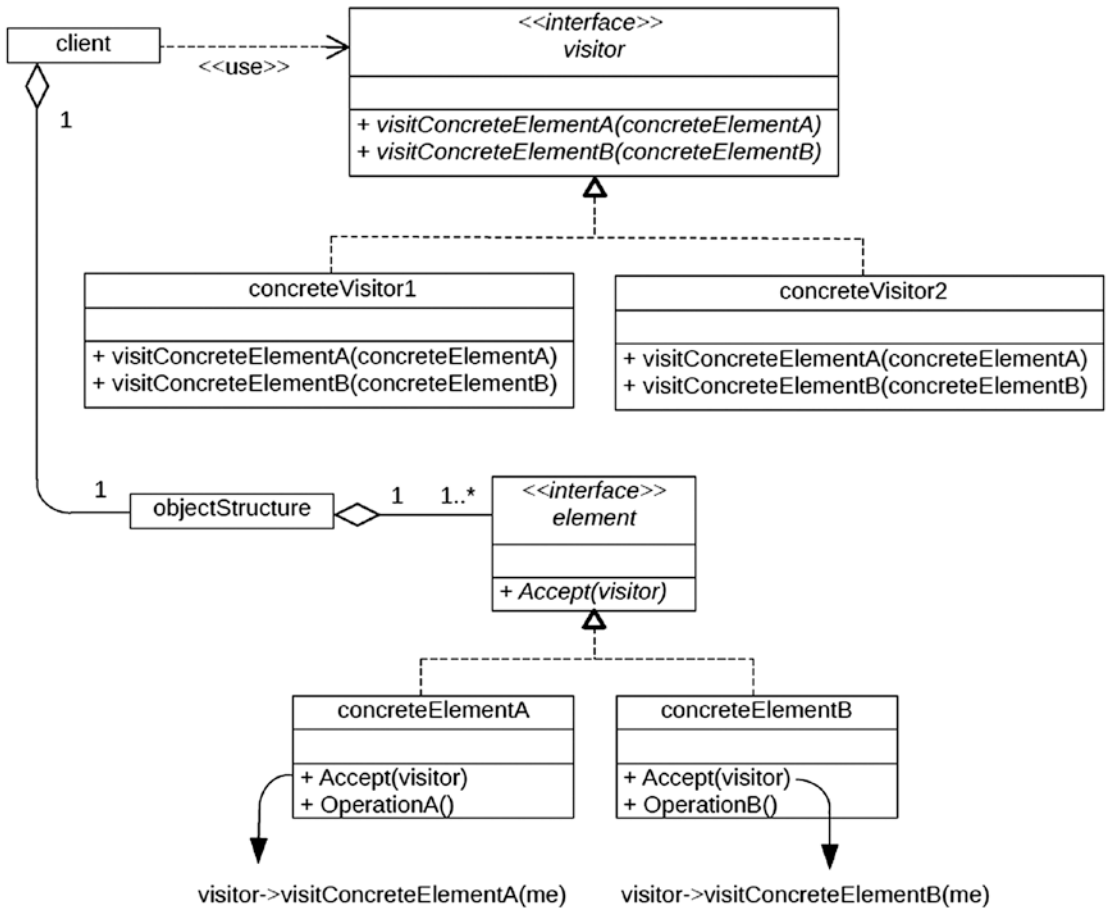 client
<<use>>
<<interface>>
visitor
+ visitConcreteElementA(concreteElementA)
+ visitConcreteElementB(concreteElementB)
1
concreteVisitor1
+ visitConcreteElementA(concreteElementA)
+ visitConcreteElementB(concreteElementB)
concreteVisitor2
+ visitConcreteElementA(concreteElementA)
+ visitConcreteElementB(concreteElementB)
1
objectStructure
1
1..*
<<interface>>
element
+ Accept(visitor)
concreteElementA
+ Accept(visitor)
+ OperationA()
concreteElementB
+ Accept(visitor)
+ OperationB()
visitor->visitConcreteElementA(me)
visitor->visitConcreteElementB(me)